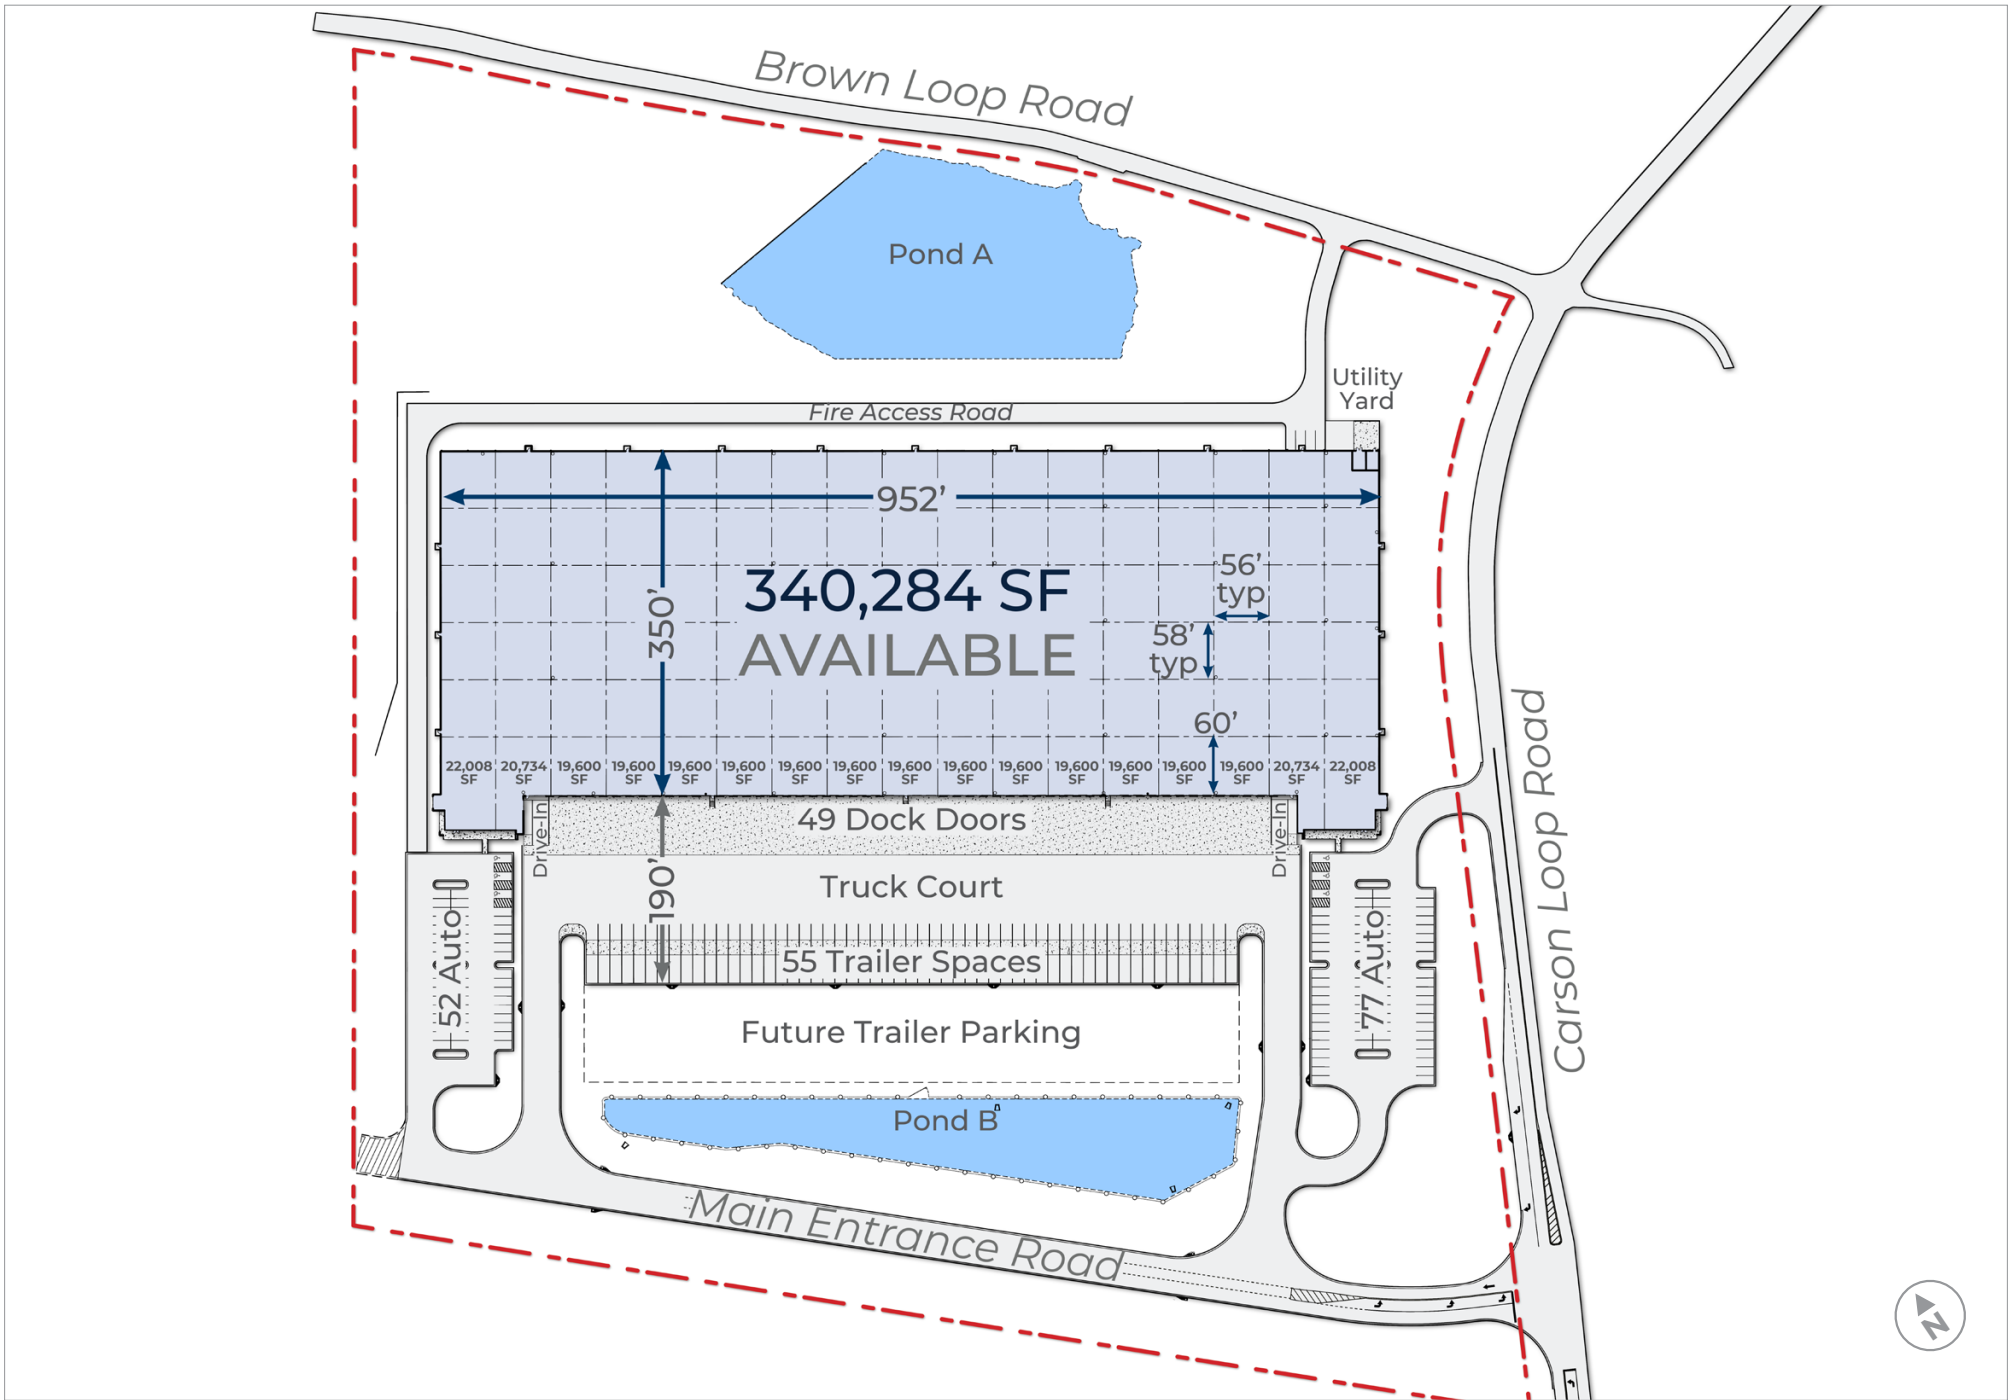 Brown Loop Road
Pond A
Utility
Yard
Fire Access Road
952’
340,284 SF
AVAILABLE
350’
56’
typ
58’
typ
60’
22,008 20,734 19,600 19,600 19,600 19,600 19,600 19,600 19,600 19,600 19,600 19,600 19,600 19,600 19,600 20,734 22,008
SF SF SF SF SF SF SF SF SF SF SF SF SF SF SF SF SF
Drive-In
49 Dock Doors
Drive-In
Truck Court
190’
55 Trailer Spaces
52 Auto
77 Auto
Future Trailer Parking
Pond B
Main Entrance Road
Carson Loop Road
N